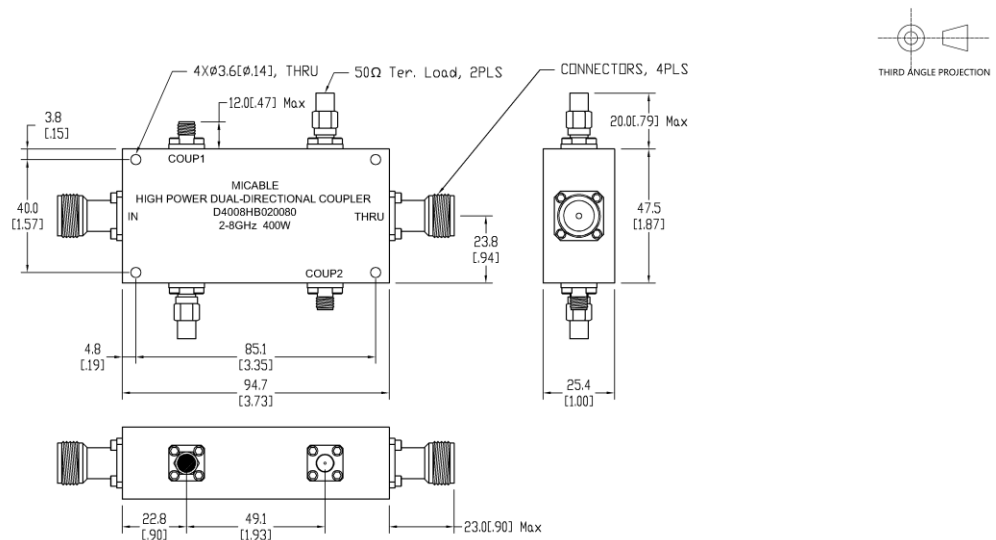 THIRD ANGLE PROJECTION
4XØ3.6[Ø.14], THRU
50Ω Ter. Load, 2PLS
CONNECTORS, 4PLS
12.0[.47] Max
3.8
[.15]
20.0[.79] Max
COUP1
MICABLE
HIGH POWER DUAL-DIRECTIONAL COUPLER
D4008HB020080
2-8GHz 400W
IN
THRU
40.0
[1.57]
47.5
[1.87]
23.8
[.94]
COUP2
4.8
[.19]
85.1
[3.35]
94.7
[3.73]
25.4
[1.00]
22.8
[.90]
49.1
[1.93]
23.0[.90] Max